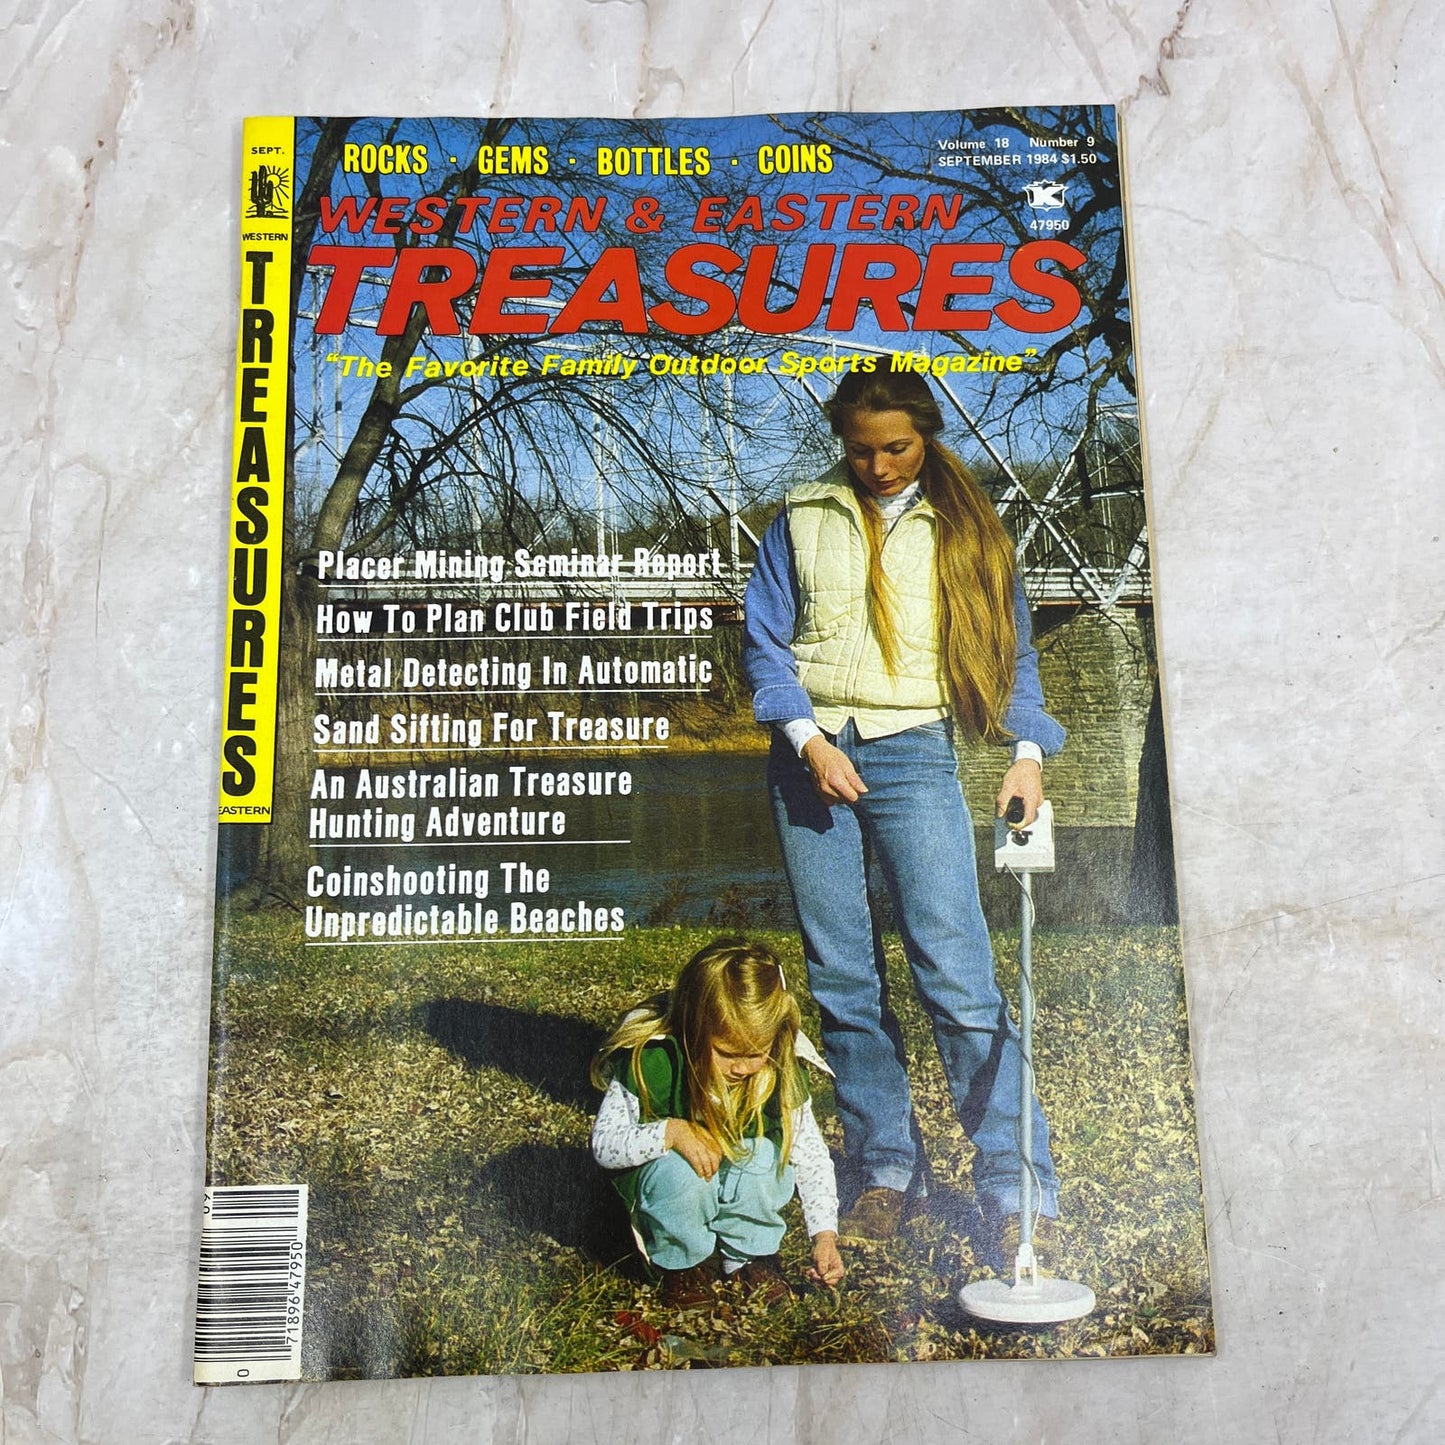 SEPT.
WESTERN
TREASURES
EASTERN
ROCKS · GEMS · BOTTLES · COINS
Volume 18 Number 9
SEPTEMBER 1984 $1.50
K
47950
WESTERN & EASTERN
TREASURES
"The Favorite Family Outdoor Sports Magazine"
Placer Mining Seminar Report
How To Plan Club Field Trips
Metal Detecting In Automatic
Sand Sifting For Treasure
An Australian Treasure
Hunting Adventure
Coinshooting The
Unpredictable Beaches
09
0
71896 47950